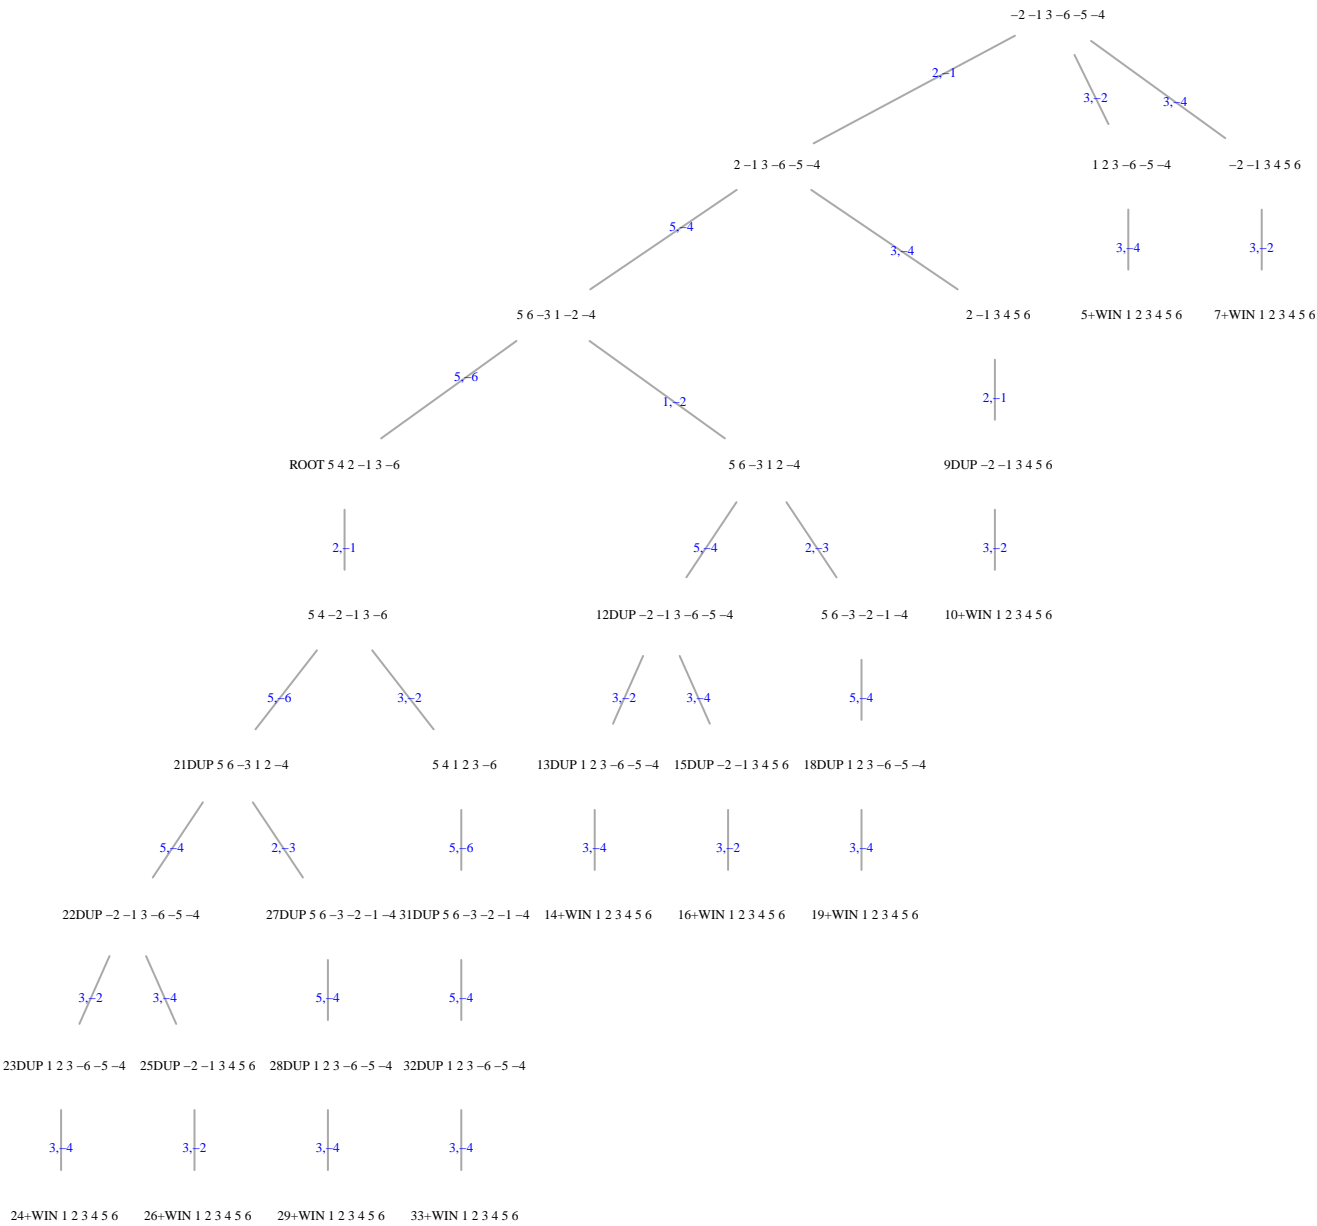 −2 −1 3 −6 −5 −4
2,−1
3,−2
3,−4
2 −1 3 −6 −5 −4
1 2 3 −6 −5 −4
−2 −1 3 4 5 6
5,−4
3,−4
3,−4
3,−2
5 6 −3 1 −2 −4
2 −1 3 4 5 6
5+WIN 1 2 3 4 5 6
7+WIN 1 2 3 4 5 6
5,−6
1,−2
2,−1
ROOT 5 4 2 −1 3 −6
5 6 −3 1 2 −4
9DUP −2 −1 3 4 5 6
2,−1
5,−4
2,−3
3,−2
5 4 −2 −1 3 −6
12DUP −2 −1 3 −6 −5 −4
5 6 −3 −2 −1 −4
10+WIN 1 2 3 4 5 6
5,−6
3,−2
3,−2
3,−4
5,−4
21DUP 5 6 −3 1 2 −4
5 4 1 2 3 −6
13DUP 1 2 3 −6 −5 −4
15DUP −2 −1 3 4 5 6
18DUP 1 2 3 −6 −5 −4
5,−4
2,−3
5,−6
3,−4
3,−2
3,−4
22DUP −2 −1 3 −6 −5 −4
27DUP 5 6 −3 −2 −1 −4
31DUP 5 6 −3 −2 −1 −4
14+WIN 1 2 3 4 5 6
16+WIN 1 2 3 4 5 6
19+WIN 1 2 3 4 5 6
3,−2
3,−4
5,−4
5,−4
23DUP 1 2 3 −6 −5 −4
25DUP −2 −1 3 4 5 6
28DUP 1 2 3 −6 −5 −4
32DUP 1 2 3 −6 −5 −4
3,−4
3,−2
3,−4
3,−4
24+WIN 1 2 3 4 5 6
26+WIN 1 2 3 4 5 6
29+WIN 1 2 3 4 5 6
33+WIN 1 2 3 4 5 6